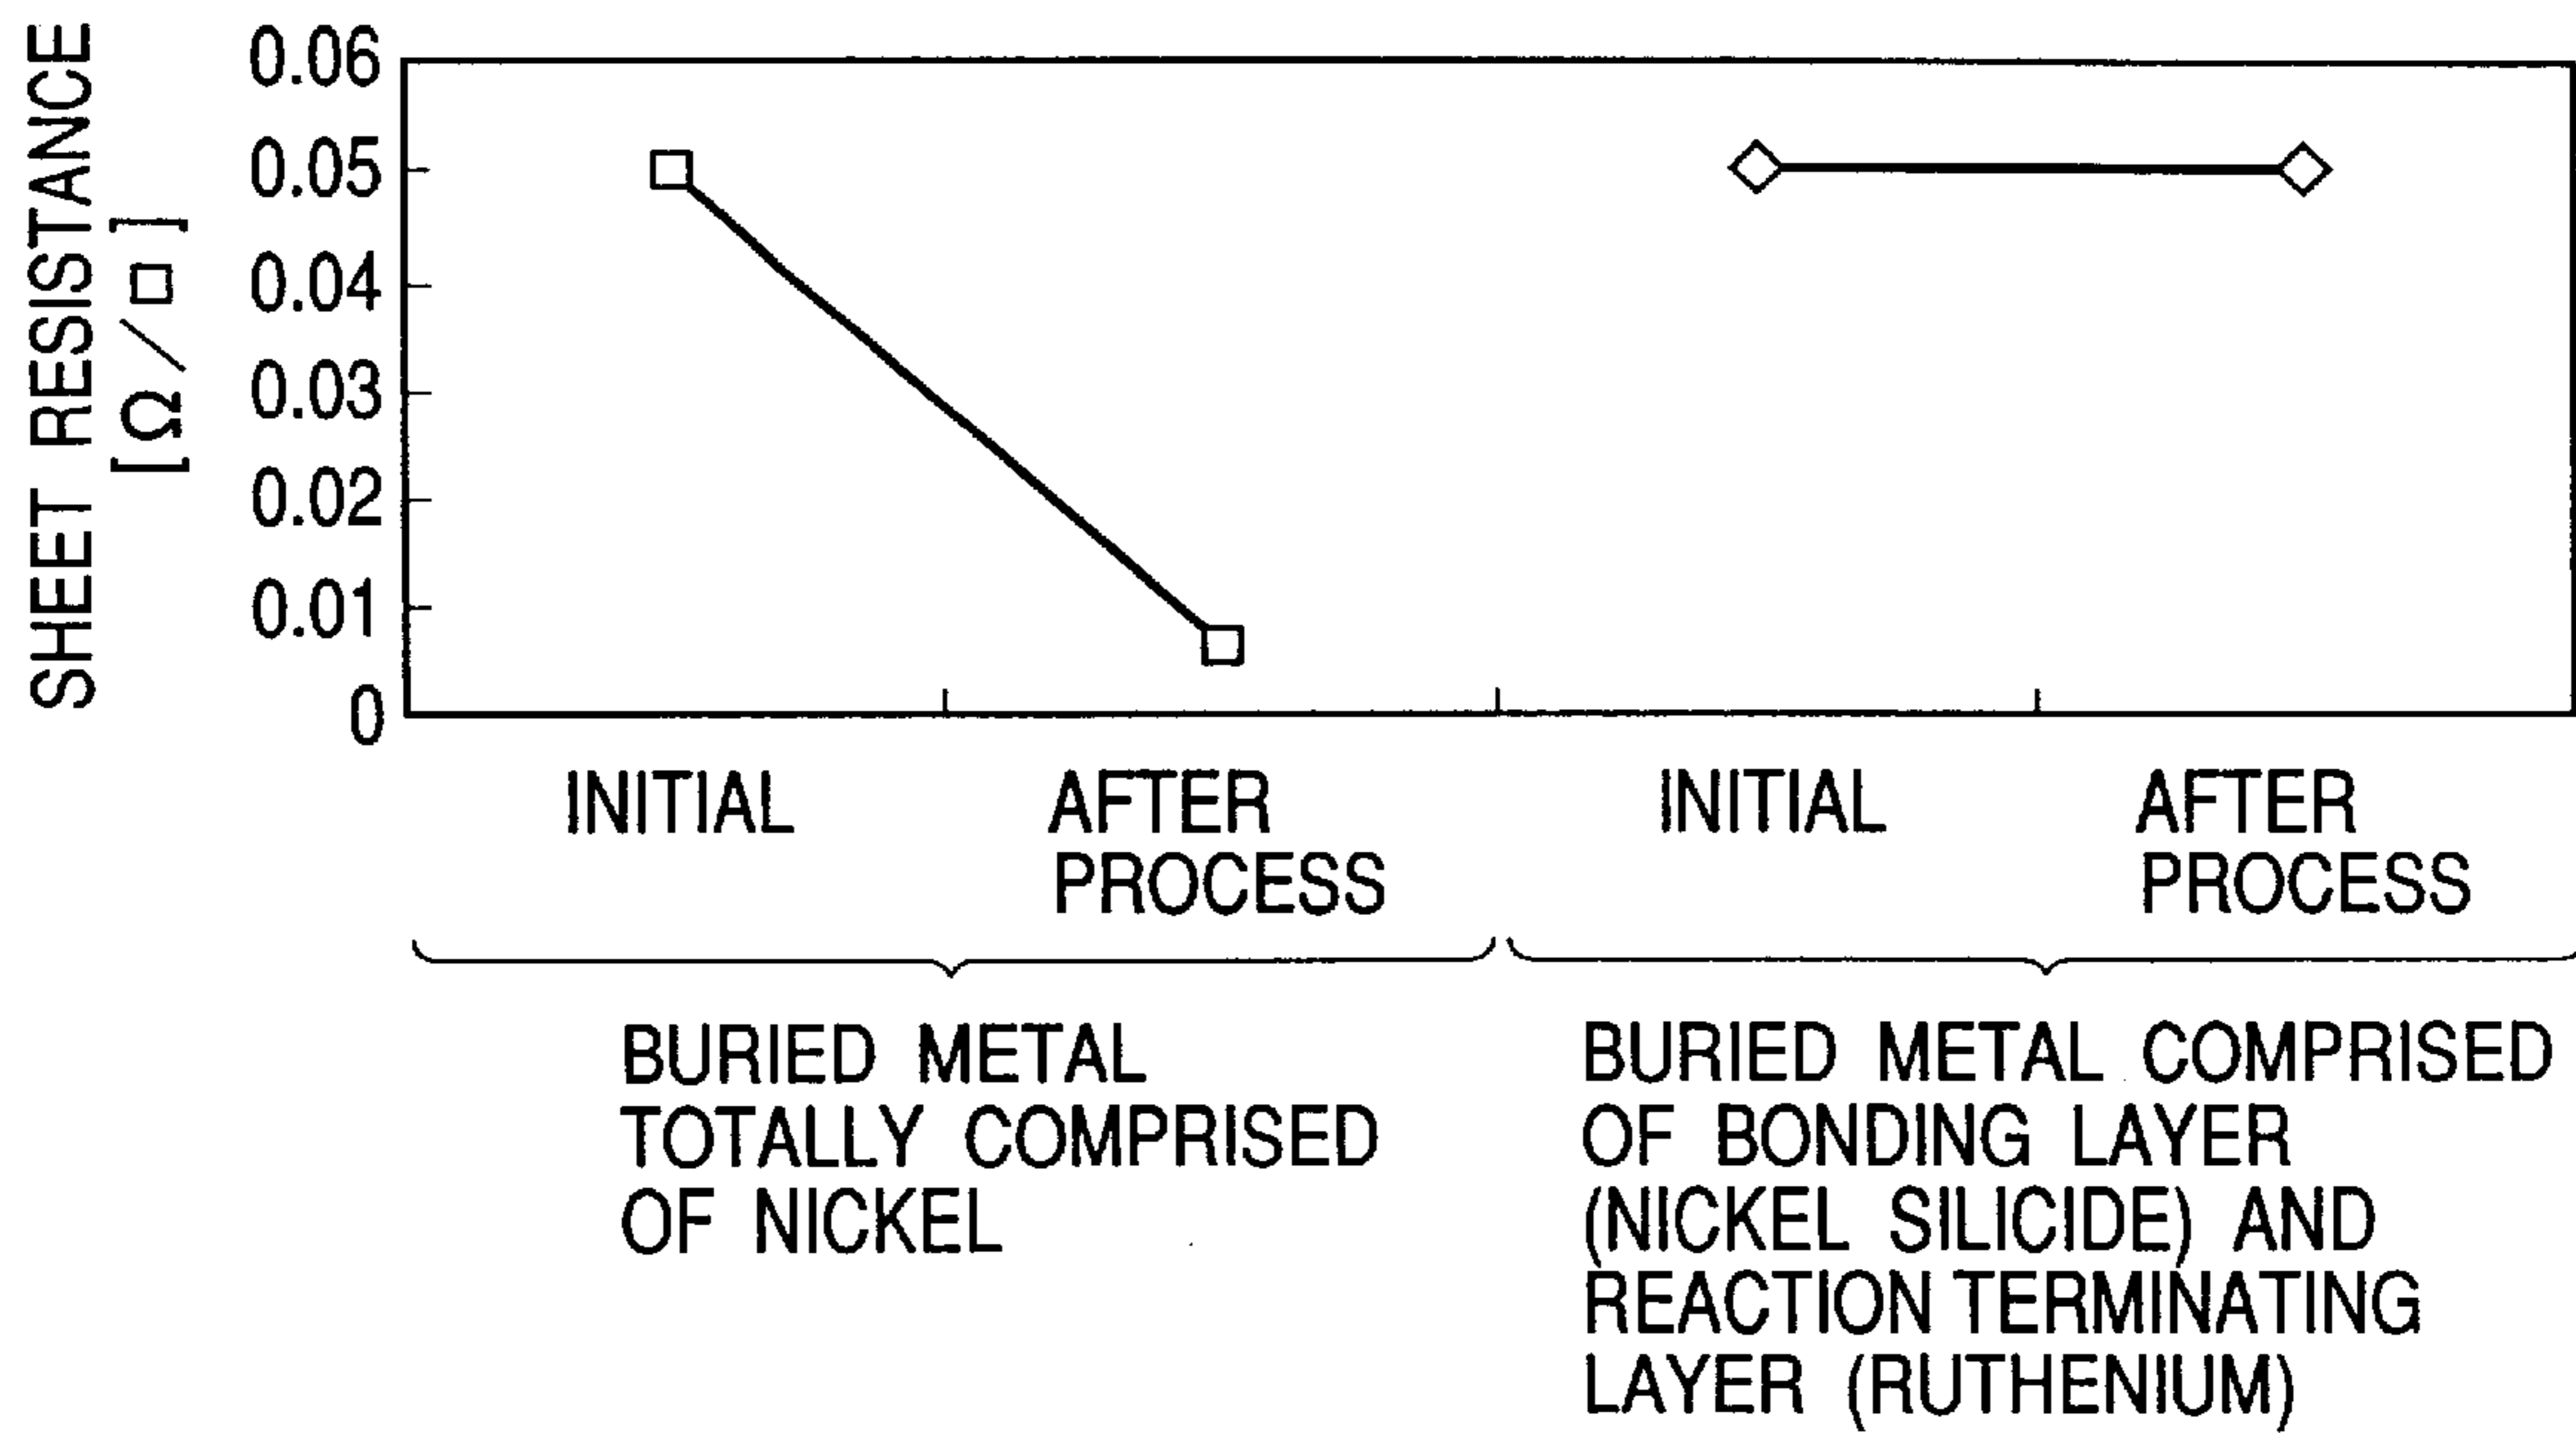 SHEET RESISTANCE
[Ω/□]
0.06
0.05
0.04
0.03
0.02
0.01
0
INITIAL
AFTER
PROCESS
INITIAL
AFTER
PROCESS
BURIED METAL
TOTALLY COMPRISED
OF NICKEL
BURIED METAL COMPRISED
OF BONDING LAYER
(NICKEL SILICIDE) AND
REACTION TERMINATING
LAYER (RUTHENIUM)